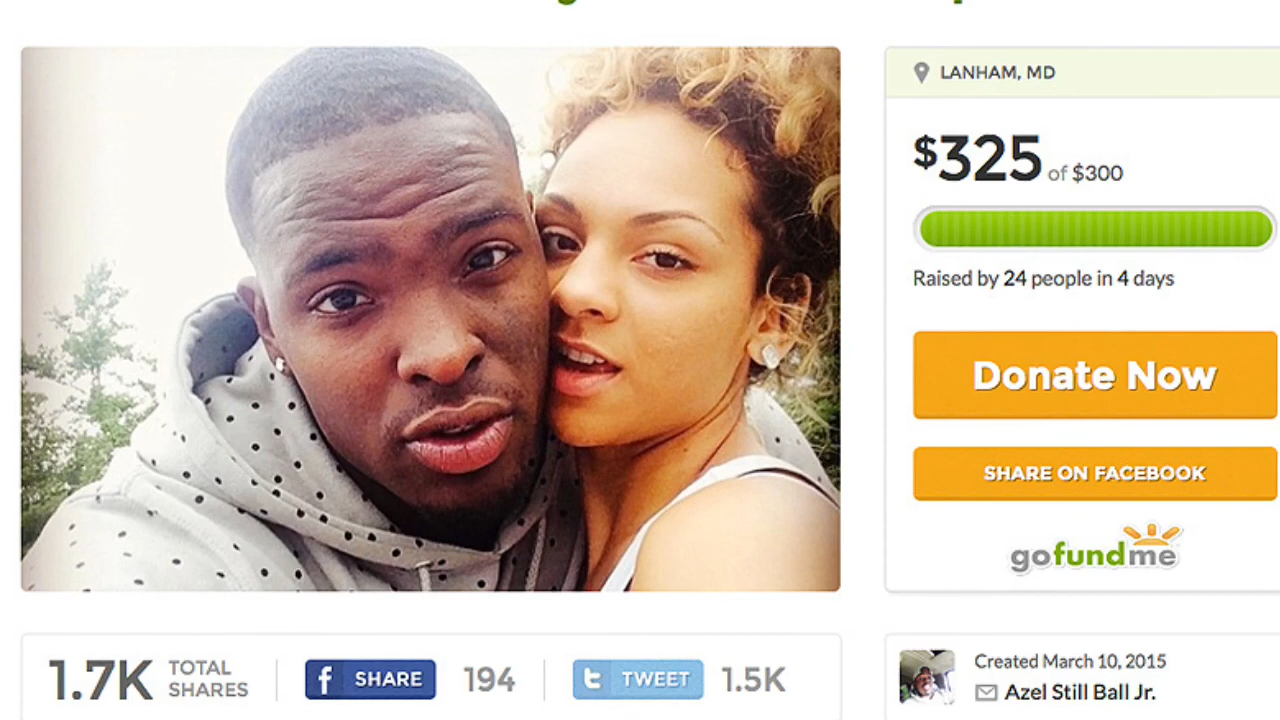 LANHAM, MD
$325 of $300
Raised by 24 people in 4 days
Donate Now
SHARE ON FACEBOOK
gofundme
1.7K TOTAL SHARES
f SHARE 194
t TWEET 1.5K
Created March 10, 2015
Azel Still Ball Jr.